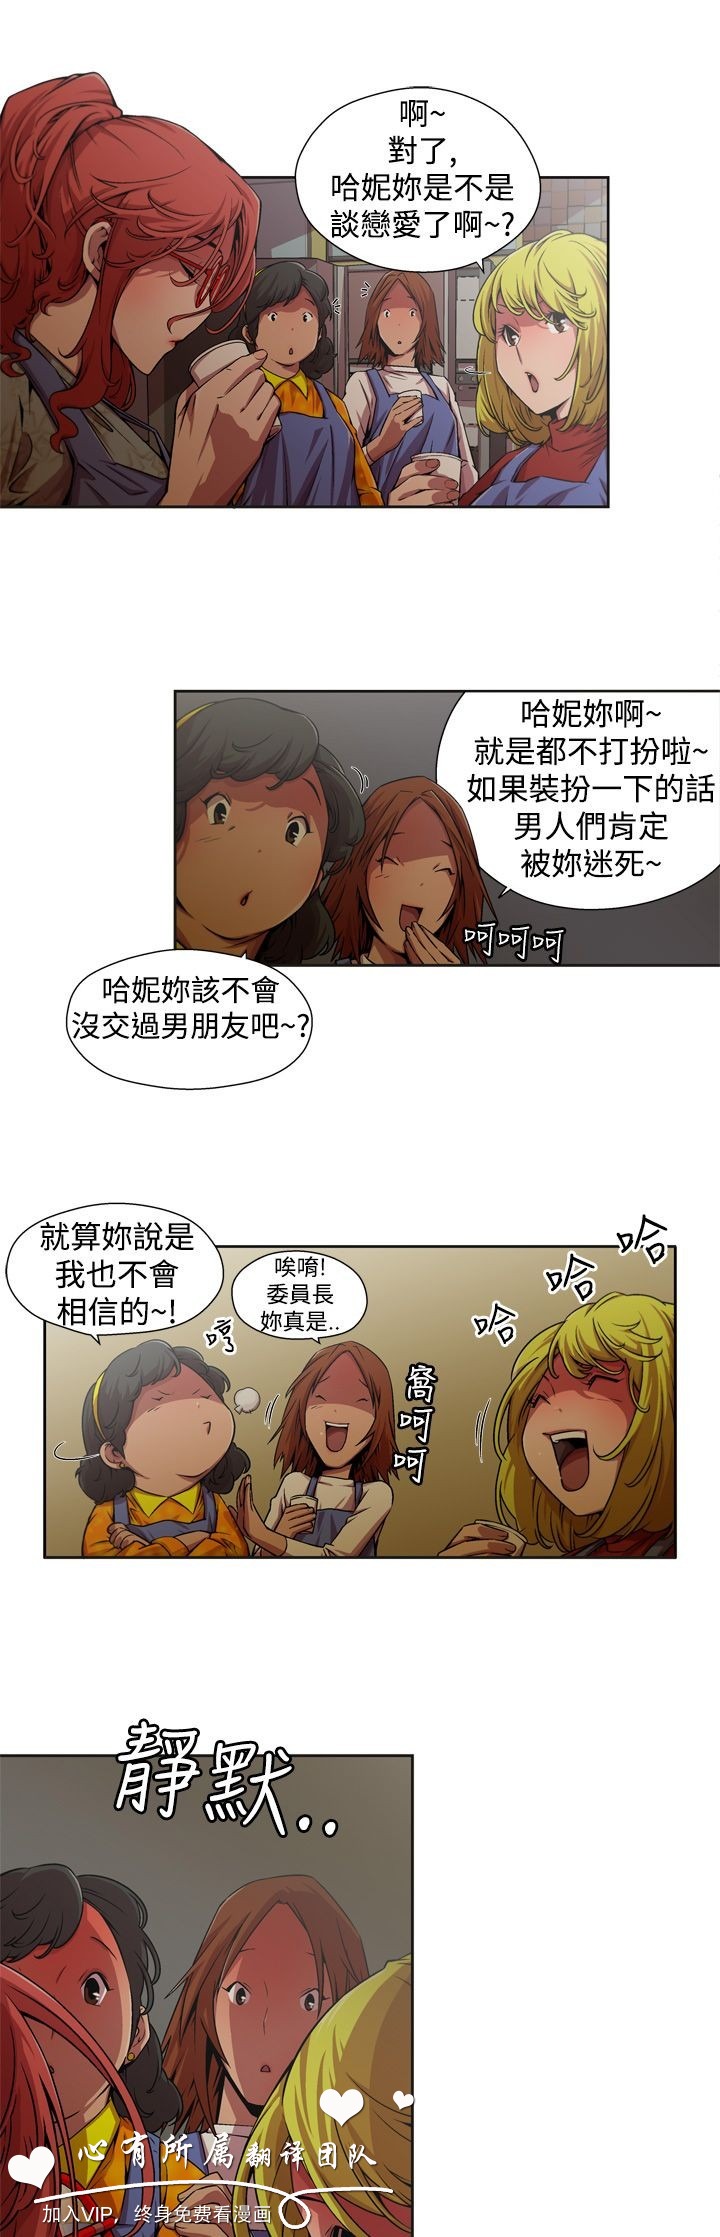 啊~
對了,
哈妮妳是不是
談戀愛了啊~?
哈妮妳啊~
就是都不打扮啦~
如果裝扮一下的話
男人們肯定
被妳迷死~
呵呵呵
哈妮妳該不會
沒交過男朋友吧~?
就算妳說是
我也不會
相信的~!
唉唷!
委員長
妳真是..
哼
窩呵呵
哈哈哈
靜默..
心有所属翻译团队
加入VIP，终身免费看漫画